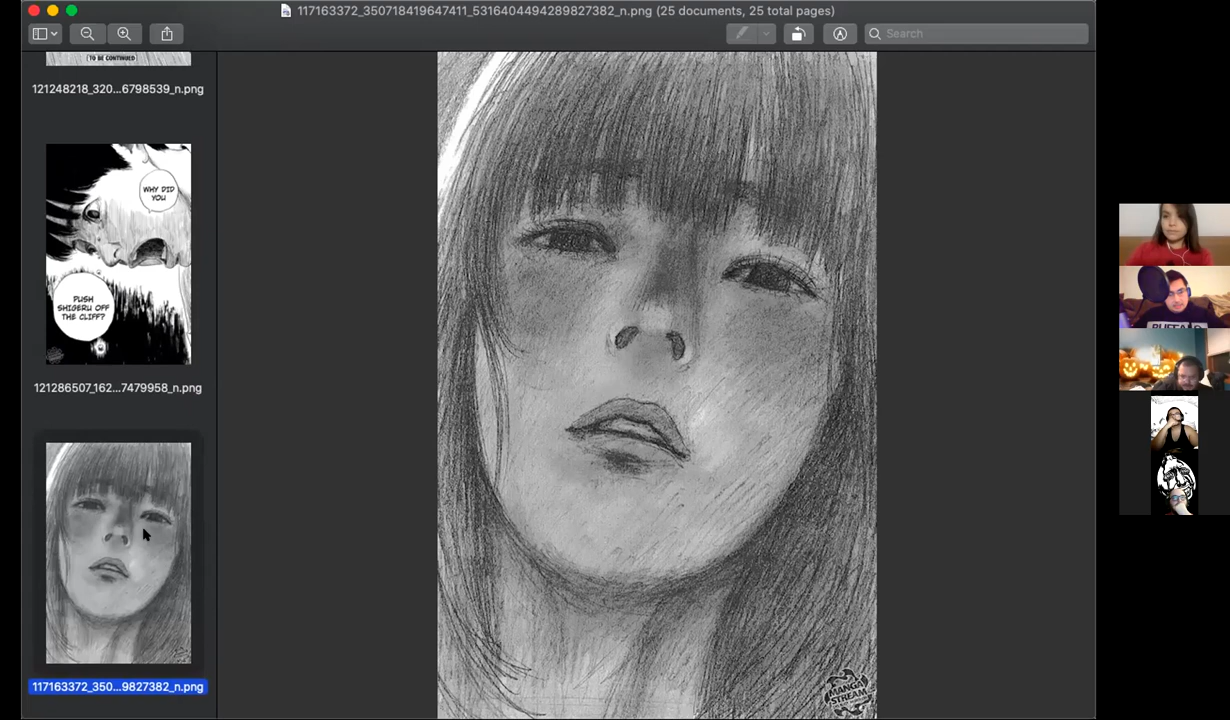 117163372_350718419647411_5316404494289827382_n.png (25 documents, 25 total pages)
Search
(TO BE CONTINUED)
121248218_320...6798539_n.png
WHY DID
YOU
PUSH
SHIGERU OFF
THE CLIFF?
121286507_162...7479958_n.png
117163372_350...9827382_n.png
MANGA
STREAM